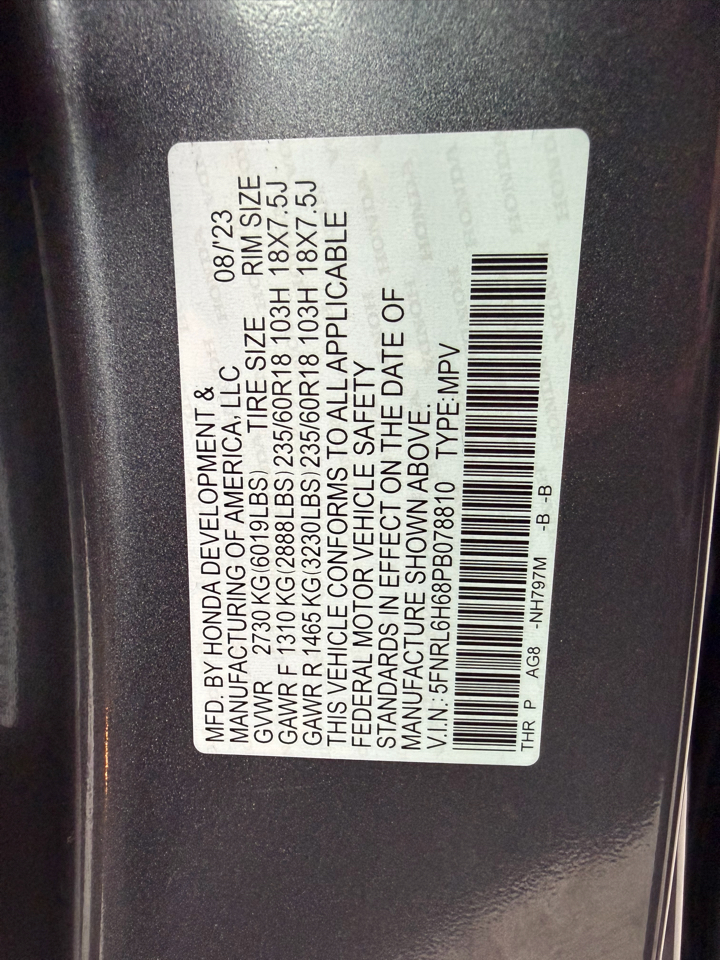 MFD. BY HONDA DEVELOPMENT &
MANUFACTURING OF AMERICA, LLC 08/'23
GVWR 2730 KG(6019LBS) TIRE SIZE RIM SIZE
GAWR F 1310 KG(2888LBS) 235/60R18 103H 18X7.5J
GAWR R 1465 KG(3230LBS) 235/60R18 103H 18X7.5J
THIS VEHICLE CONFORMS TO ALL APPLICABLE
FEDERAL MOTOR VEHICLE SAFETY
STANDARDS IN EFFECT ON THE DATE OF
MANUFACTURE SHOWN ABOVE.
V.I.N.:5FNRL6H68PB078810 TYPE:MPV
THR P AG8 -NH797M -B -B